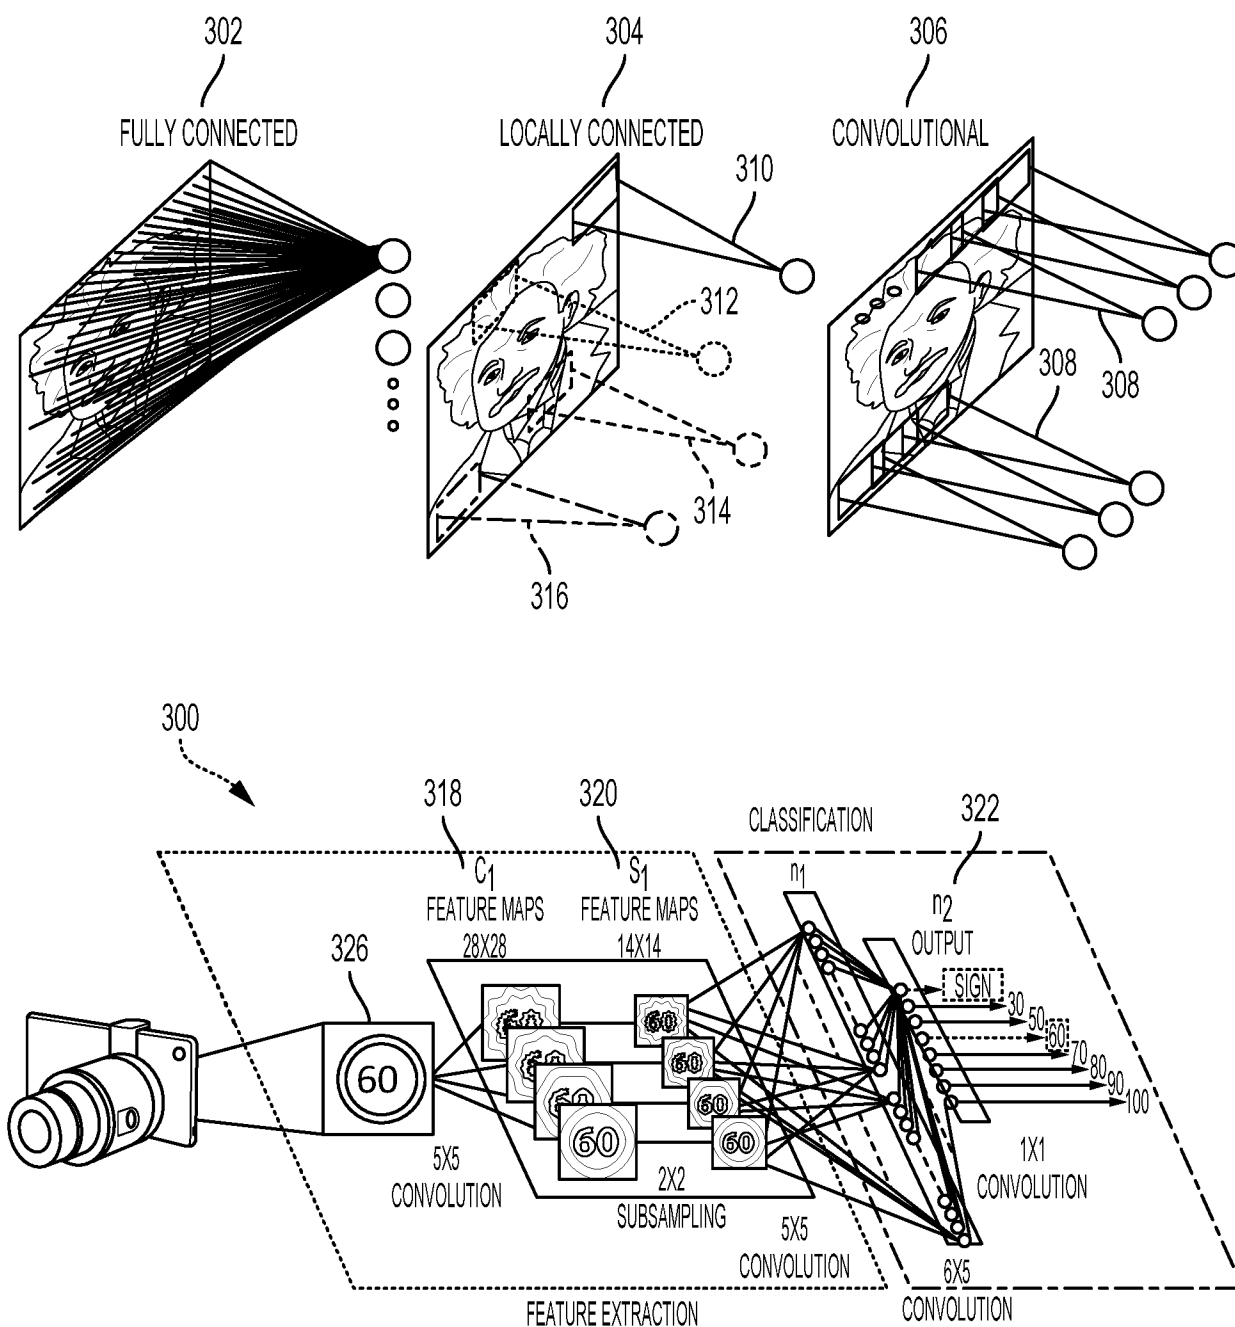 302
304
306
FULLY CONNECTED
LOCALLY CONNECTED
CONVOLUTIONAL
310
312
308
308
314
316
300
318
320
322
CLASSIFICATION
C1
FEATURE MAPS
28X28
S1
FEATURE MAPS
14X14
n1
n2
OUTPUT
326
SIGN
30
50
60
70
80
90
100
60
60
60
60
60
60
60
60
60
5X5
CONVOLUTION
2X2
SUBSAMPLING
5X5
CONVOLUTION
1X1
CONVOLUTION
6X5
CONVOLUTION
FEATURE EXTRACTION